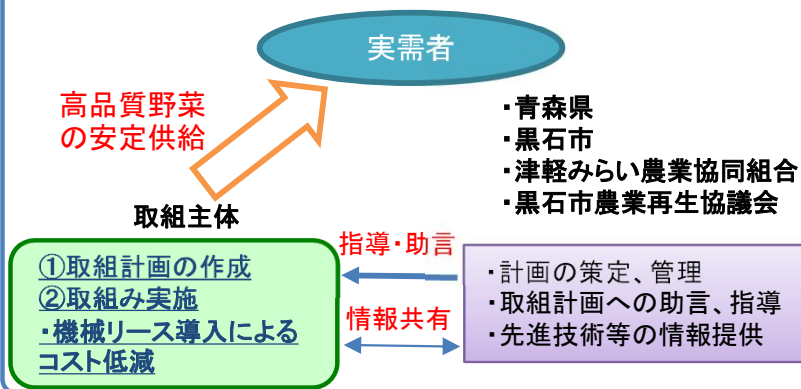 実需者
高品質野菜
の安定供給
・青森県
・黒石市
・津軽みらい農業協同組合
・黒石市農業再生協議会
取組主体
指導・助言
①取組計画の作成
②取組み実施
・機械リース導入による
コスト低減
情報共有
・計画の策定、管理
・取組計画への助言、指導
・先進技術等の情報提供